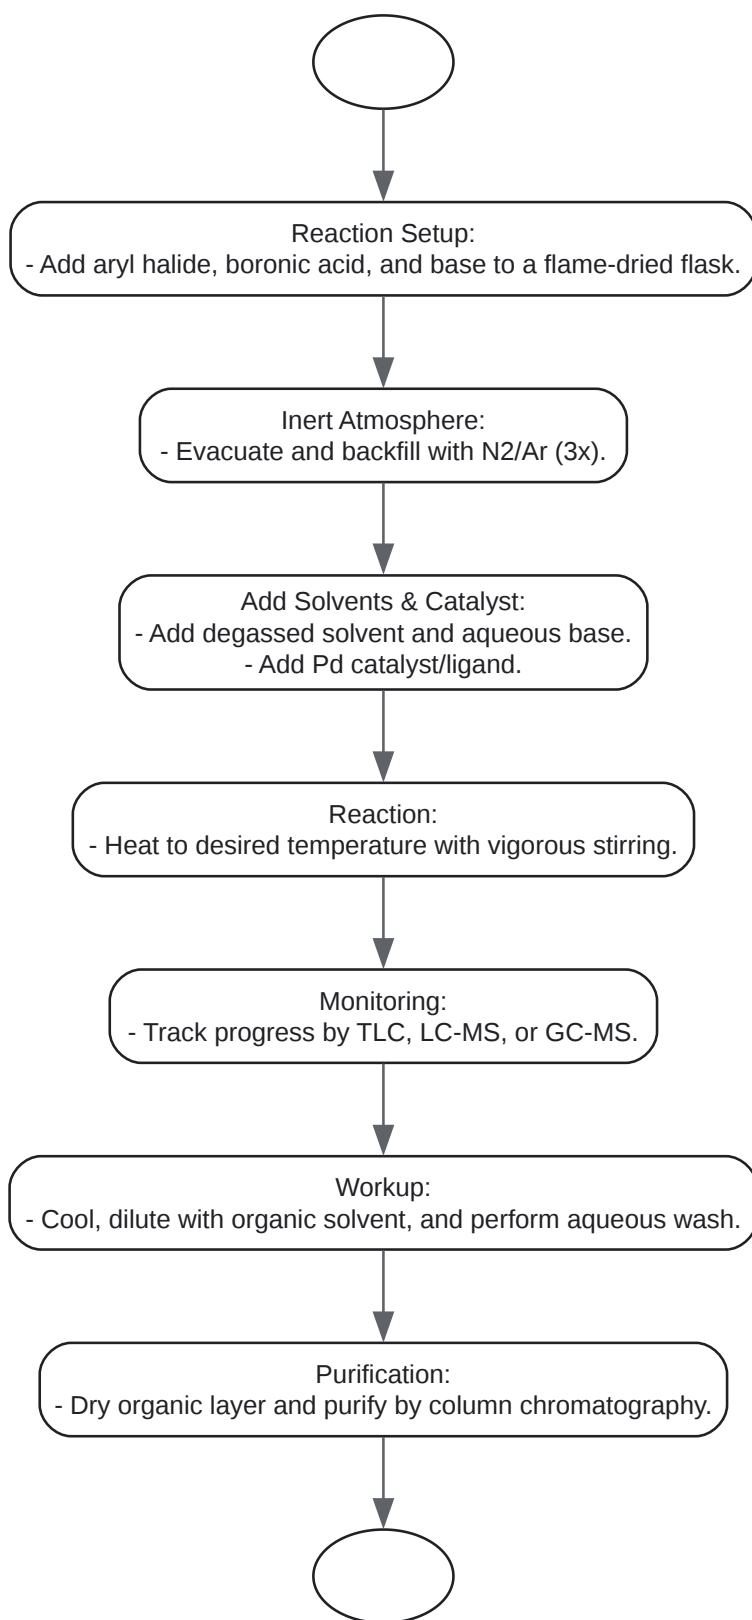 Reaction Setup:
- Add aryl halide, boronic acid, and base to a flame-dried flask.
Inert Atmosphere:
- Evacuate and backfill with N2/Ar (3x).
Add Solvents & Catalyst:
- Add degassed solvent and aqueous base.
- Add Pd catalyst/ligand.
Reaction:
- Heat to desired temperature with vigorous stirring.
Monitoring:
- Track progress by TLC, LC-MS, or GC-MS.
Workup:
- Cool, dilute with organic solvent, and perform aqueous wash.
Purification:
- Dry organic layer and purify by column chromatography.